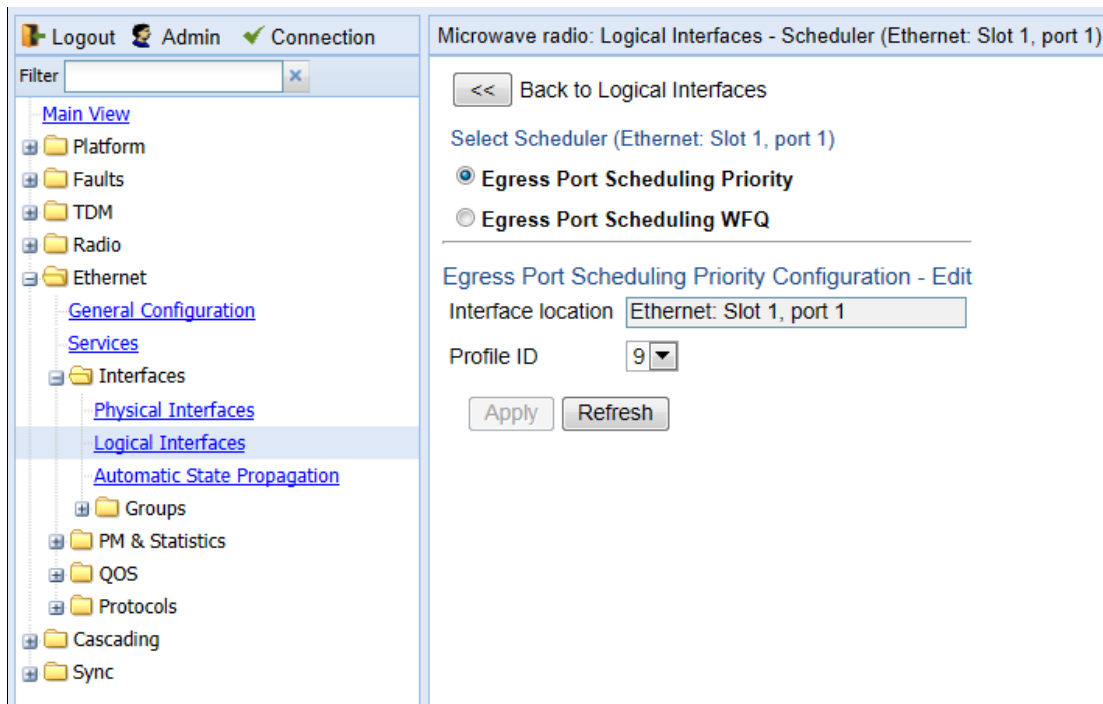 Logout Admin Connection
Filter
Main View
Platform
Faults
TDM
Radio
Ethernet
General Configuration
Services
Interfaces
Physical Interfaces
Logical Interfaces
Automatic State Propagation
Groups
PM & Statistics
QOS
Protocols
Cascading
Sync
Microwave radio: Logical Interfaces - Scheduler (Ethernet: Slot 1, port 1)
<< Back to Logical Interfaces
Select Scheduler (Ethernet: Slot 1, port 1)
Egress Port Scheduling Priority
Egress Port Scheduling WFQ
Egress Port Scheduling Priority Configuration - Edit
Interface location Ethernet: Slot 1, port 1
Profile ID 9
Apply Refresh